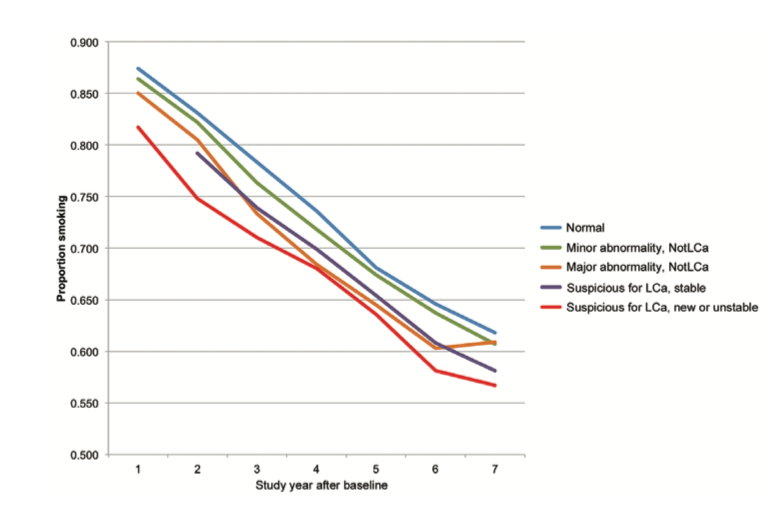 0.900
0.850
0.800
0.750
0.700
0.650
0.600
0.550
0.500
Proportion smoking
1 2 3 4 5 6 7
Study year after baseline
Normal
Minor abnormality, NotLCa
Major abnormality, NotLCa
Suspicious for LCa, stable
Suspicious for LCa, new or unstable